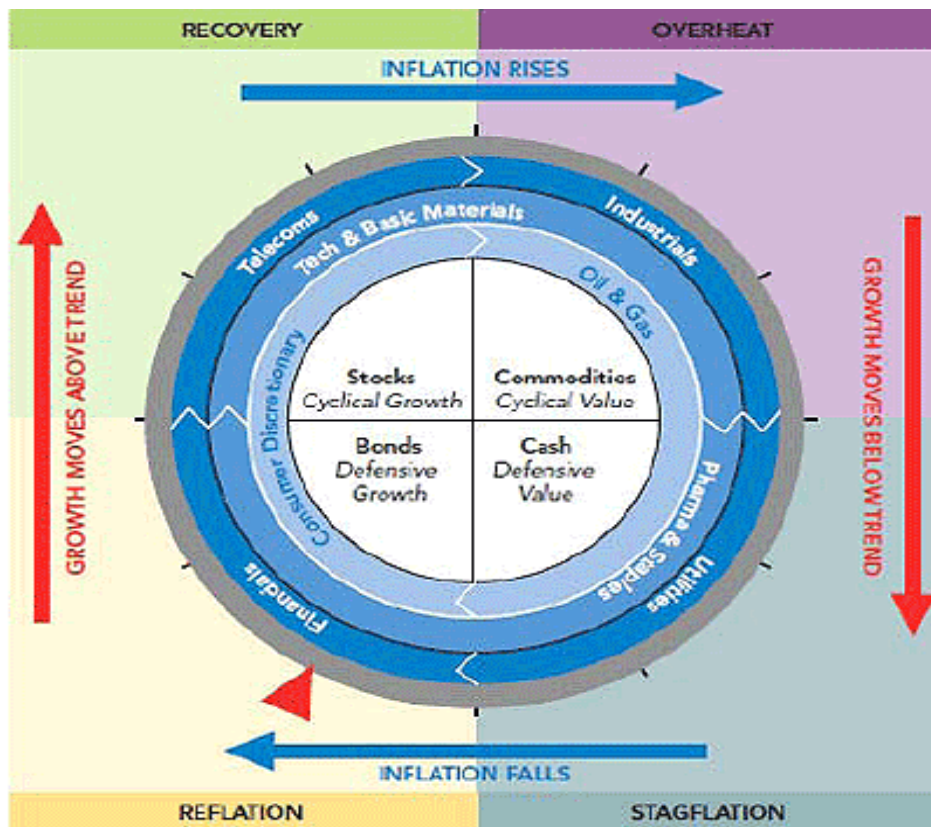 RECOVERY
OVERHEAT
INFLATION RISES
GROWTH MOVES ABOVE TREND
GROWTH MOVES BELOW TREND
Telecoms
Tech & Basic Materials
Industrials
Oil & Gas
Consumer Discretionary
Stocks
Cyclical Growth
Commodities
Cyclical Value
Bonds
Defensive
Growth
Cash
Defensive
Value
Financials
Pharma & Staples
Utilities
INFLATION FALLS
REFLATION
STAGFLATION